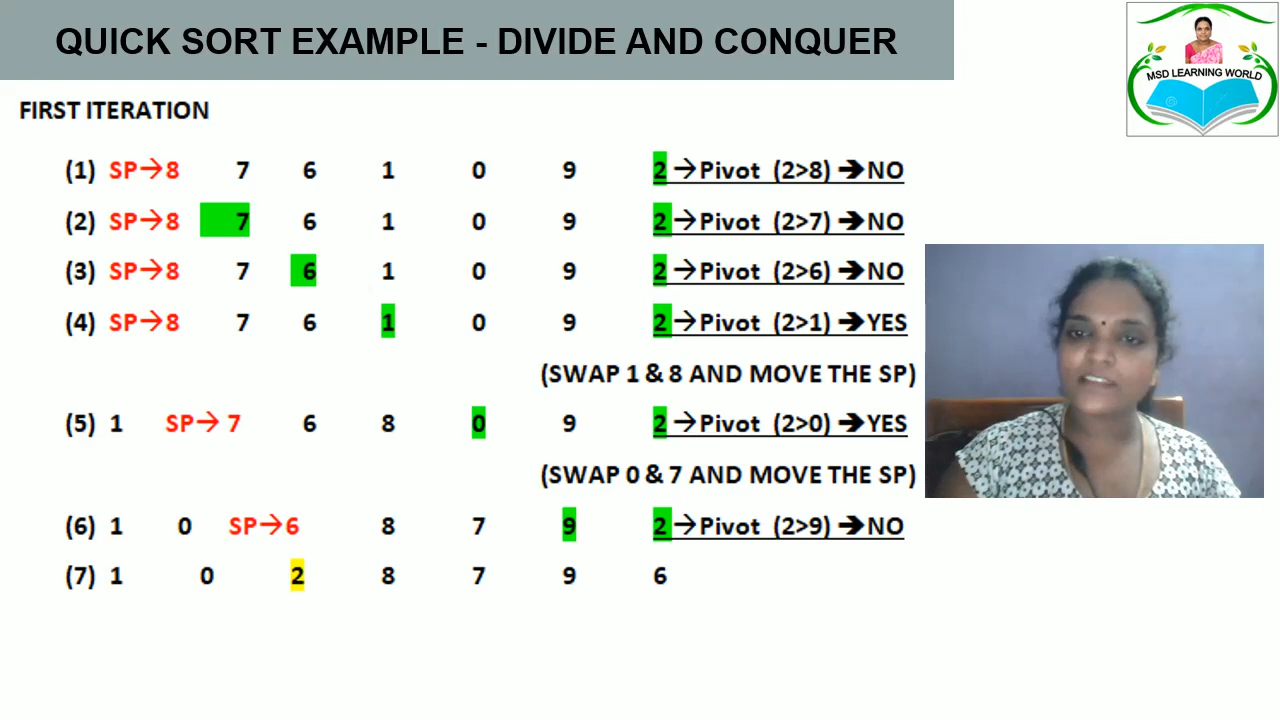 QUICK SORT EXAMPLE - DIVIDE AND CONQUER
MSD LEARNING WORLD
FIRST ITERATION
(1) SP→8 7 6 1 0 9 2→Pivot (2>8)➔NO
(2) SP→8 7 6 1 0 9 2→Pivot (2>7)➔NO
(3) SP→8 7 6 1 0 9 2→Pivot (2>6)➔NO
(4) SP→8 7 6 1 0 9 2→Pivot (2>1)➔YES
(SWAP 1 & 8 AND MOVE THE SP)
(5) 1 SP→ 7 6 8 0 9 2→Pivot (2>0)➔YES
(SWAP 0 & 7 AND MOVE THE SP)
(6) 1 0 SP→6 8 7 9 2→Pivot (2>9)➔NO
(7) 1 0 2 8 7 9 6